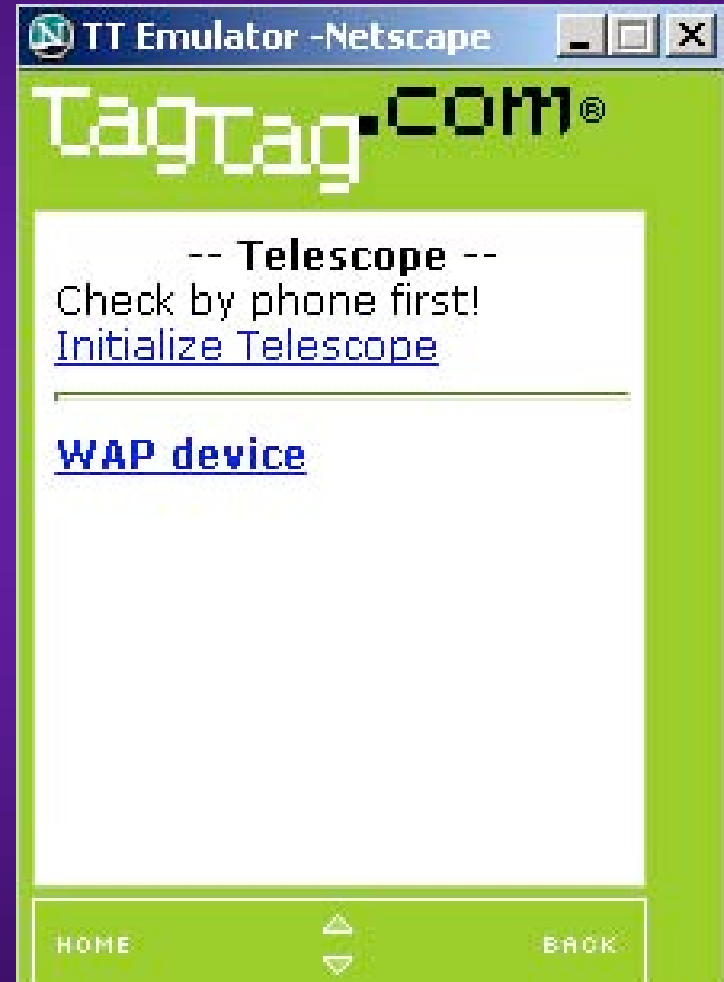 TT Emulator -Netscape
TagTag.com®
-- Telescope --
Check by phone first!
Initialize Telescope
WAP device
HOME BACK